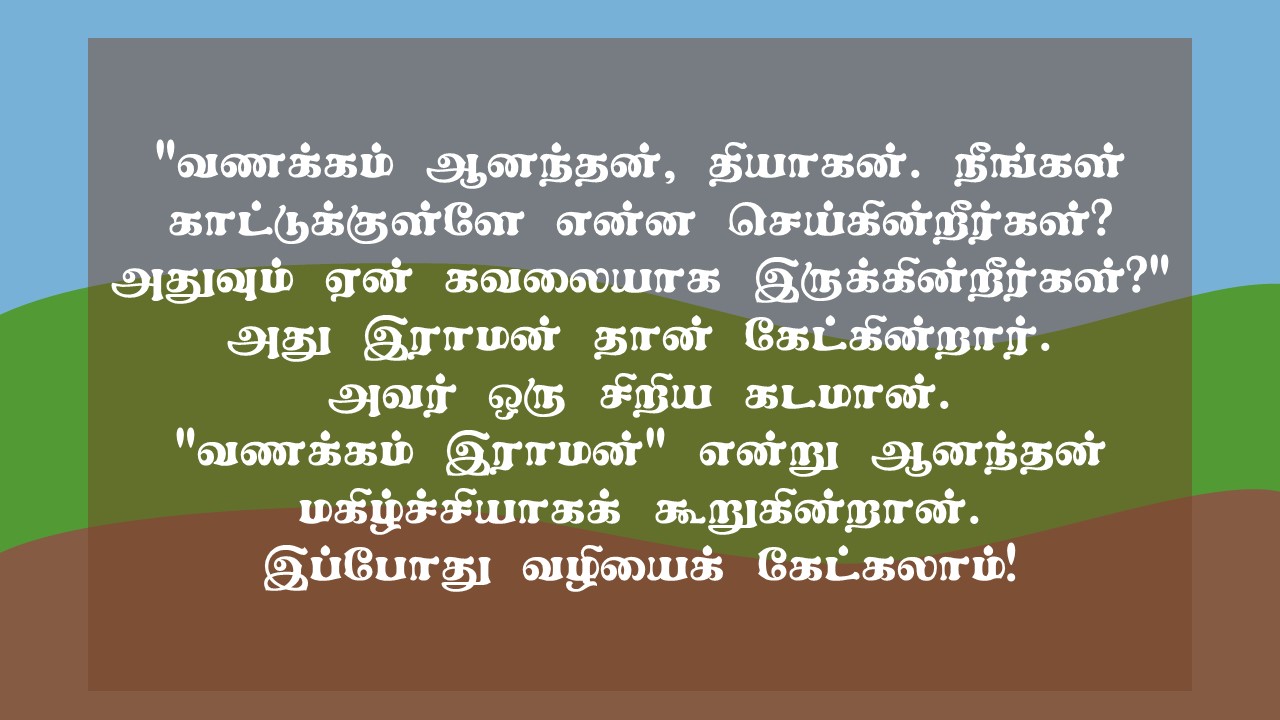 "வணக்கம் ஆனந்தன், தியாகன். நீங்கள்
காட்டுக்குள்ளே என்ன செய்கின்றீர்கள்?
அதுவும் ஏன் கவலையாக இருக்கின்றீர்கள்?"
அது இராமன் தான் கேட்கின்றார்.
அவர் ஒரு சிறிய கடமான்.
"வணக்கம் இராமன்" என்று ஆனந்தன்
மகிழ்ச்சியாகக் கூறுகின்றான்.
இப்போது வழியைக் கேட்கலாம்!